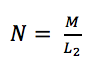 N = M / L₂